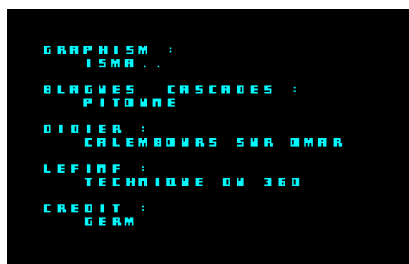 GRAPHISM :
ISMA..
BLAGUES CASCADES :
PITOUNE
DIDIER :
CALEMBOURS SUR OMAR
LEFINF :
TECHNIQUE DU 360
CREDIT :
GERM